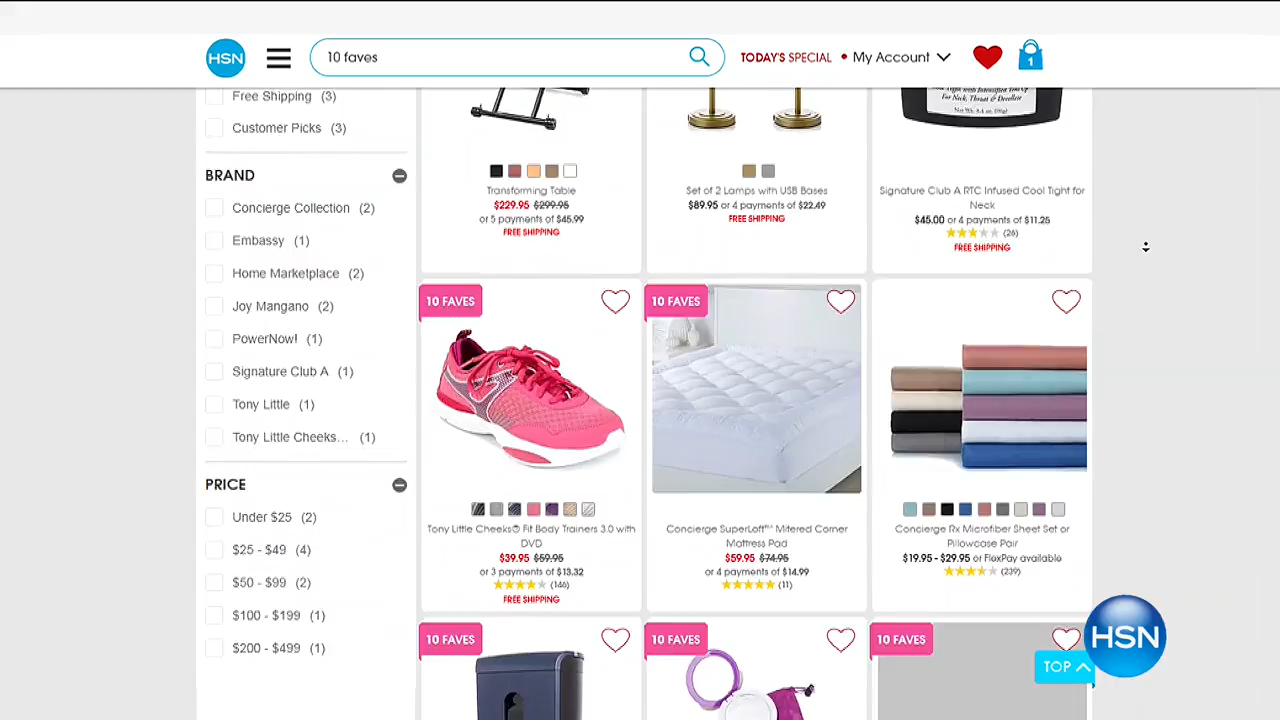 HSN
10 faves
TODAY'S SPECIAL
My Account
1
Free Shipping (3)
Customer Picks (3)
BRAND
Concierge Collection (2)
Embassy (1)
Home Marketplace (2)
Joy Mangano (2)
PowerNow! (1)
Signature Club A (1)
Tony Little (1)
Tony Little Cheeks... (1)
PRICE
Under $25 (2)
$25 - $49 (4)
$50 - $99 (2)
$100 - $199 (1)
$200 - $499 (1)
Transforming Table
$229.95 $299.95
or 5 payments of $45.99
FREE SHIPPING
Set of 2 Lamps with USB Bases
$89.95 or 4 payments of $22.49
FREE SHIPPING
For Neck, Throat & Decollete
Signature Club A RTC Infused Cool Tight for
Neck
$45.00 or 4 payments of $11.25
(26)
FREE SHIPPING
10 FAVES
Tony Little Cheeks® Fit Body Trainers 3.0 with
DVD
$39.95 $59.95
or 3 payments of $13.32
(146)
FREE SHIPPING
10 FAVES
Concierge SuperLoft™ Mitered Corner
Mattress Pad
$59.95 $74.95
or 4 payments of $14.99
(11)
Concierge Rx Microfiber Sheet Set or
Pillowcase Pair
$19.95 - $29.95 or FlexPay available
(239)
10 FAVES
10 FAVES
10 FAVES
TOP
HSN